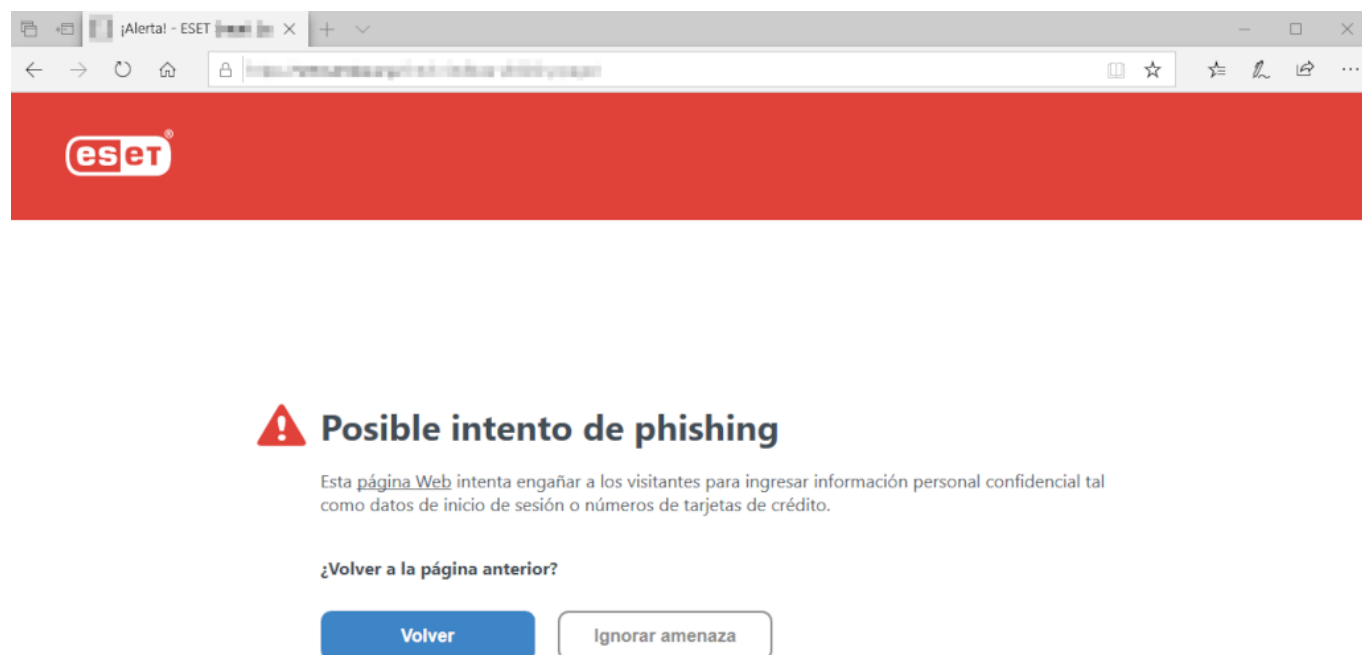 ¡Alerta! - ESET
eseT®
Posible intento de phishing
Esta página Web intenta engañar a los visitantes para ingresar información personal confidencial tal
como datos de inicio de sesión o números de tarjetas de crédito.
¿Volver a la página anterior?
Volver
Ignorar amenaza